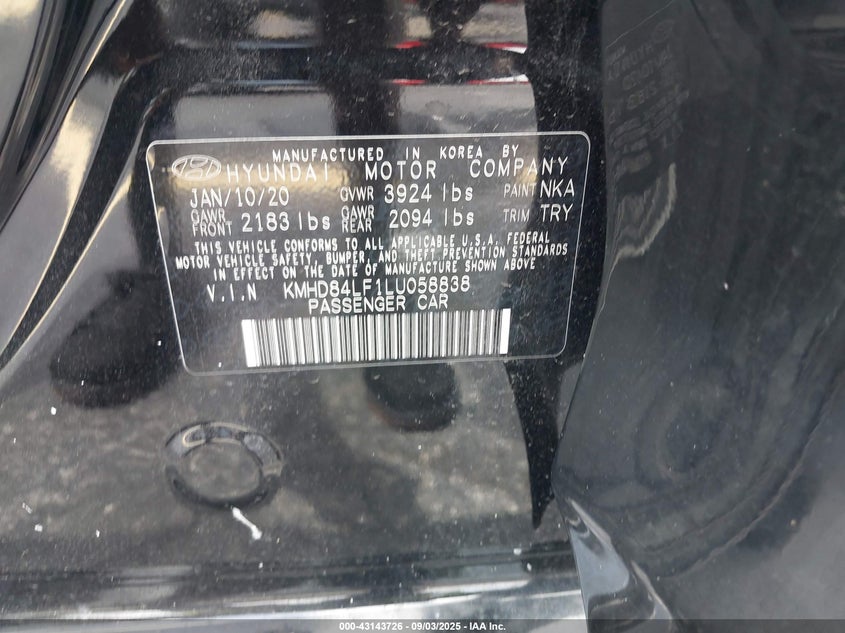 MANUFACTURED IN KOREA BY
HYUNDAI MOTOR COMPANY
JAN/10/20 GVWR 3924 lbs PAINT NKA
GAWR FRONT 2183 lbs GAWR REAR 2094 lbs TRIM TRY
THIS VEHICLE CONFORMS TO ALL APPLICABLE U.S.A. FEDERAL
MOTOR VEHICLE SAFETY, BUMPER, AND THEFT PREVENTION STANDARDS
IN EFFECT ON THE DATE OF MANUFACTURE SHOWN ABOVE
V.I.N KMHD84LF1LU058838
PASSENGER CAR
000-43143726 - 09/03/2025 - IAA Inc.